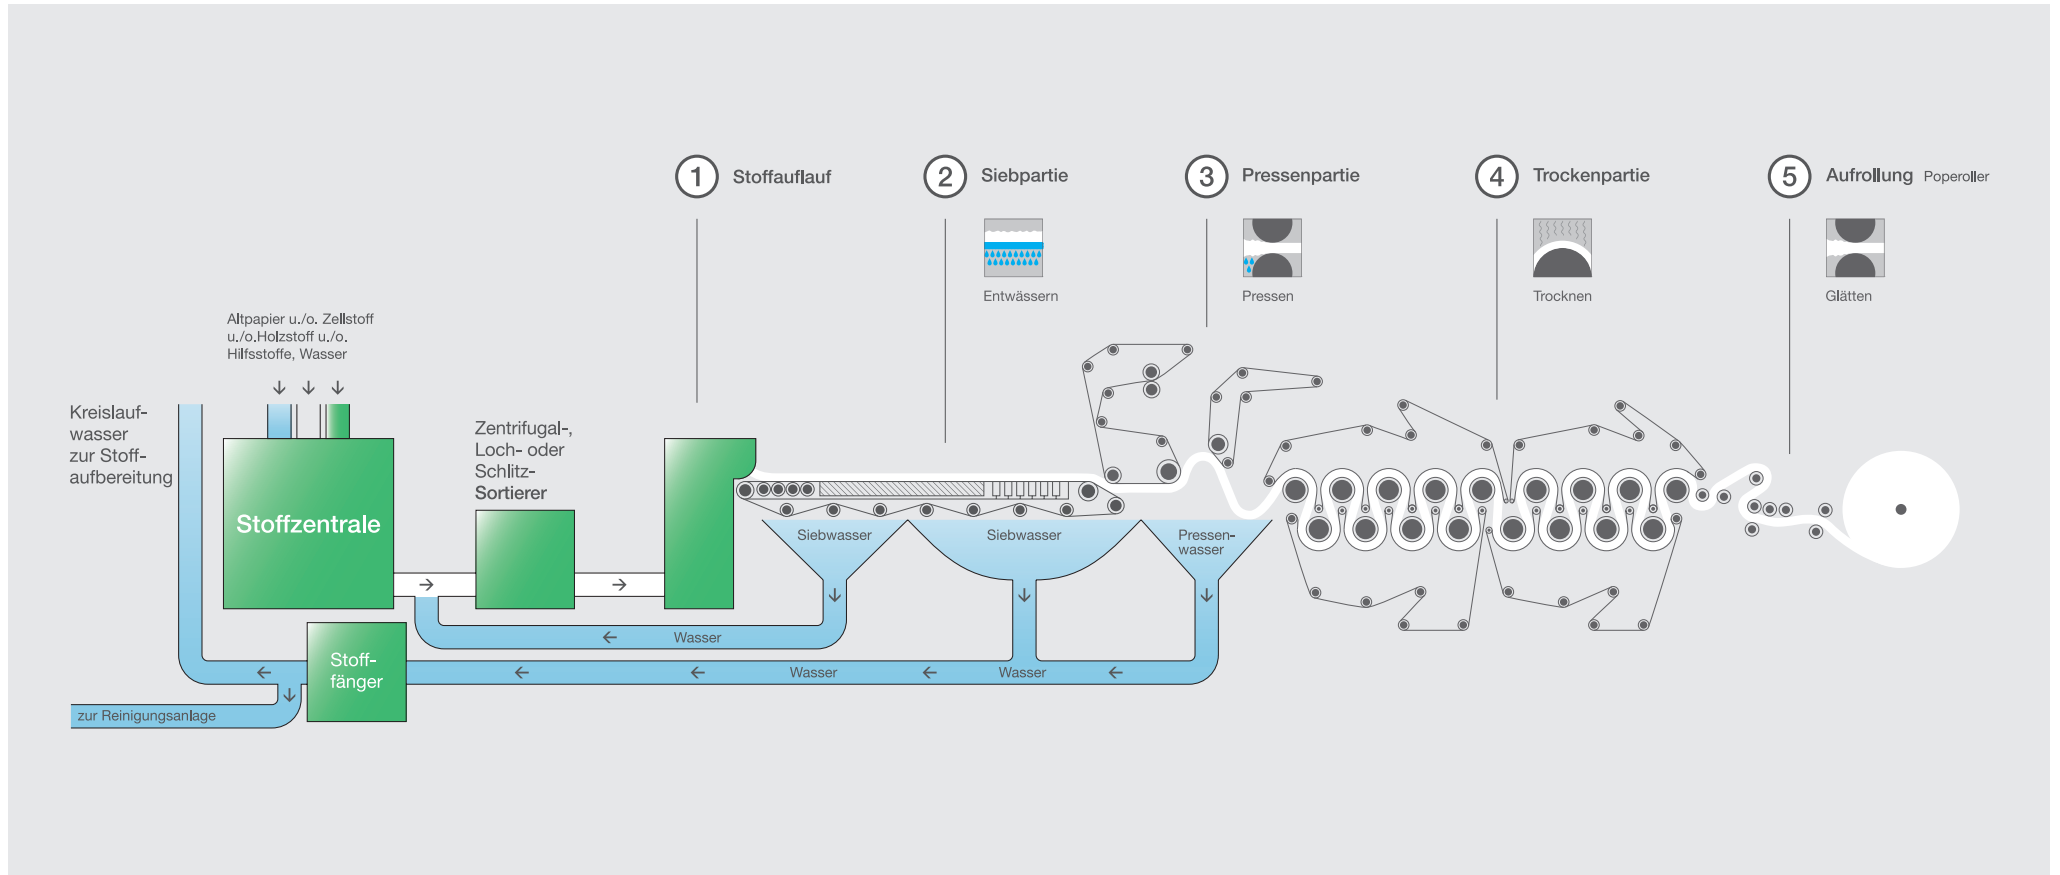 1 Stoffauflauf
2 Siebpartie
3 Pressenpartie
4 Trockenpartie
5 Aufrollung Poperoller
Entwässern
Pressen
Trocknen
Glätten
Altpapier u./o. Zellstoff
u./o.Holzstoff u./o.
Hilfsstoffe, Wasser
Kreislauf-
wasser
zur Stoff-
aufbereitung
Stoffzentrale
Zentrifugal-,
Loch- oder
Schlitz-
Sortierer
Siebwasser
Siebwasser
Pressen-
wasser
Wasser
Stoff-
fänger
Wasser
Wasser
zur Reinigungsanlage